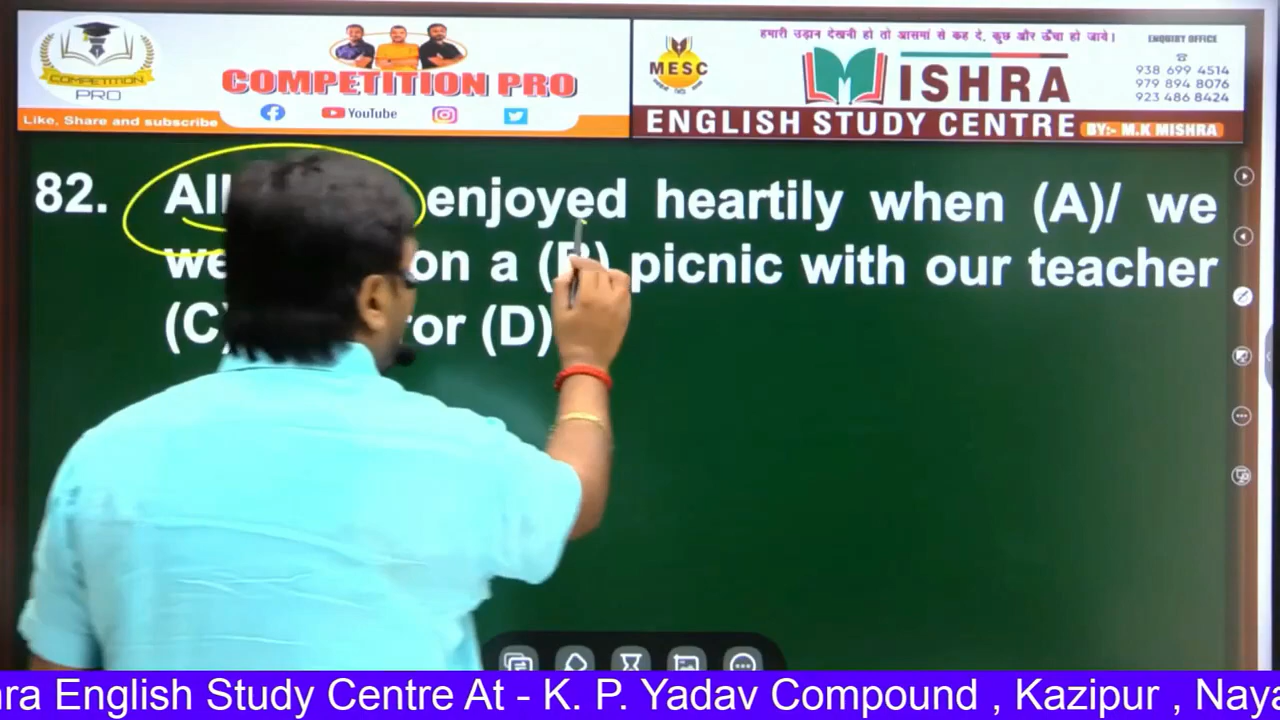 COMPETITION
PRO
COMPETITION PRO
Like, Share and subscribe
YouTube
MESC
हमारी उड़ान देखनी हो तो आसमां से कह दे, कुछ और ऊँचा हो जाये।
ISHRA
ENGLISH STUDY CENTRE BY:- M.K MISHRA
ENQUIRY OFFICE
938 699 4514
979 894 8076
923 486 8424
82. All enjoyed heartily when (A)/ we
we on a (B) picnic with our teacher
(C) ror (D)
ra English Study Centre At - K. P. Yadav Compound , Kazipur , Naya